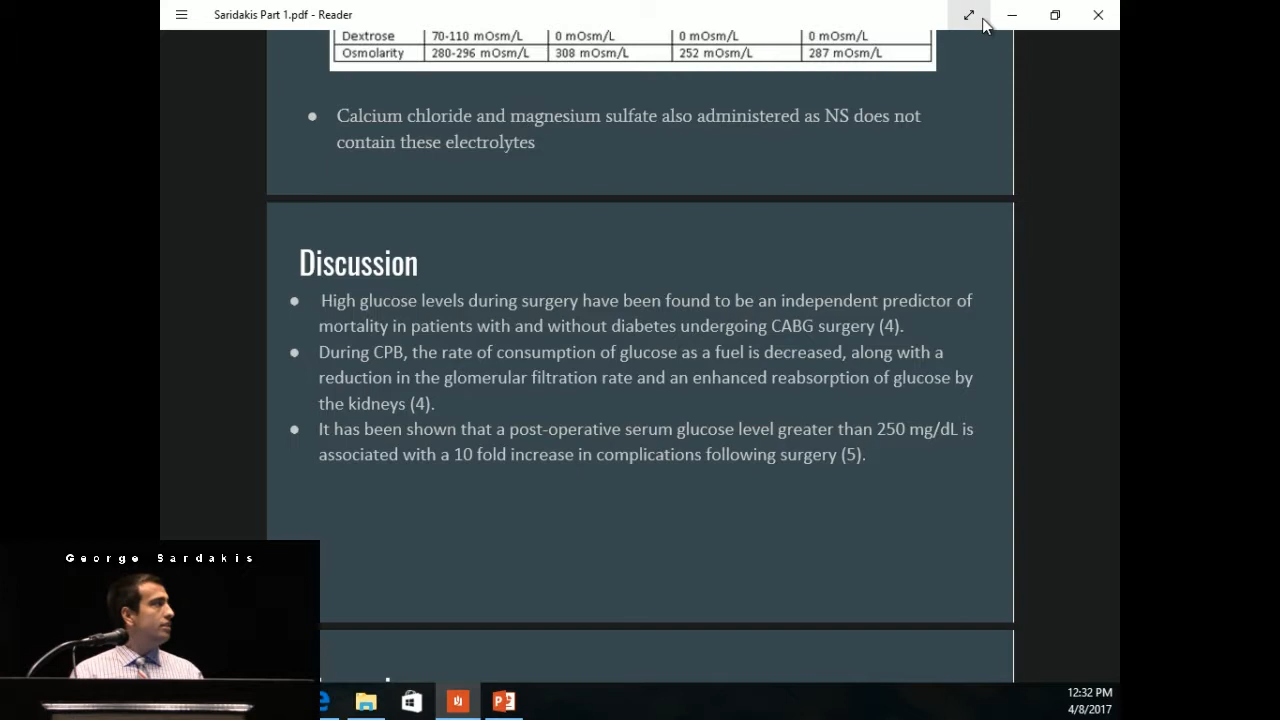 Saridakis Part 1.pdf - Reader
Dextrose 70-110 mOsm/L 0 mOsm/L 0 mOsm/L 0 mOsm/L
Osmolarity 280-296 mOsm/L 308 mOsm/L 252 mOsm/L 287 mOsm/L
● Calcium chloride and magnesium sulfate also administered as NS does not
contain these electrolytes
Discussion
● High glucose levels during surgery have been found to be an independent predictor of
mortality in patients with and without diabetes undergoing CABG surgery (4).
● During CPB, the rate of consumption of glucose as a fuel is decreased, along with a
reduction in the glomerular filtration rate and an enhanced reabsorption of glucose by
the kidneys (4).
● It has been shown that a post-operative serum glucose level greater than 250 mg/dL is
associated with a 10 fold increase in complications following surgery (5).
George Sardakis
12:32 PM
4/8/2017